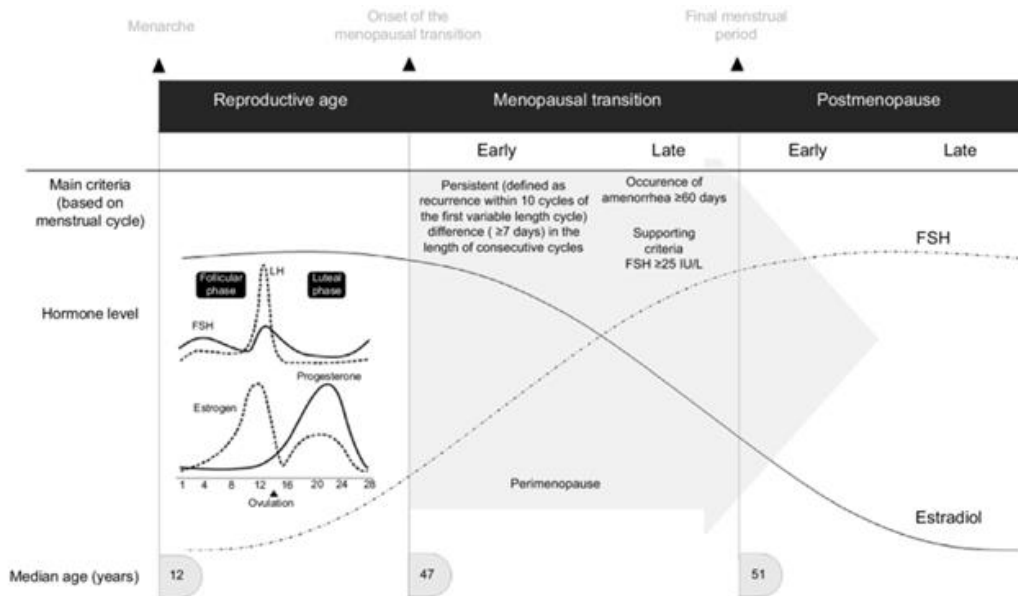 Menarche
Onset of the
menopausal transition
Final menstrual
period
Reproductive age
Menopausal transition
Postmenopause
Early
Late
Early
Late
Main criteria
(based on
menstrual cycle)
Persistent (defined as
recurrence within 10 cycles of
the first variable length cycle)
difference ( ≥7 days) in the
length of consecutive cycles
Occurence of
amenorrhea ≥60 days
Supporting
criteria
FSH ≥25 IU/L
FSH
Hormone level
Follicular
phase
LH
Luteal
phase
FSH
Progesterone
Estrogen
1 4 8 12 16 20 24 28
Ovulation
Perimenopause
Estradiol
Median age (years)
12
47
51